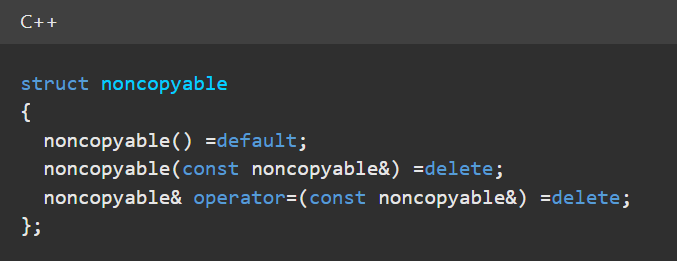 C++
struct noncopyable
{
  noncopyable() =default;
  noncopyable(const noncopyable&) =delete;
  noncopyable& operator=(const noncopyable&) =delete;
};